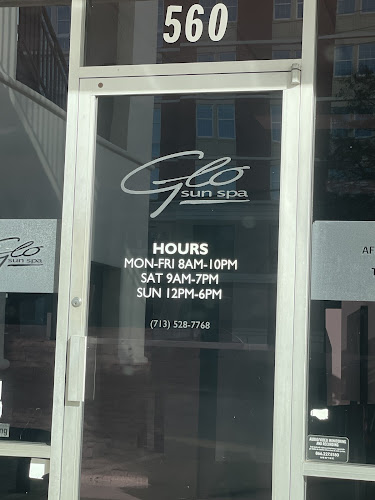 560
Glo
sun spa
HOURS
MON-FRI 8AM-10PM
SAT 9AM-7PM
SUN 12PM-6PM
(713) 528-7768
Glo
sun spa
AF
T